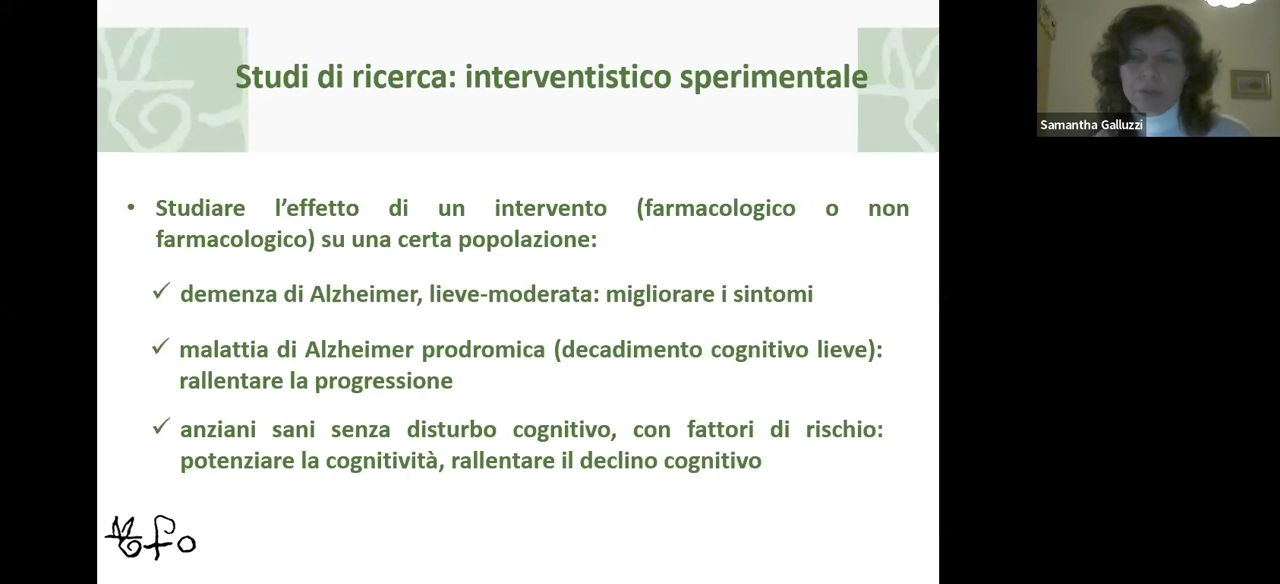 Studi di ricerca: interventistico sperimentale
Samantha Galluzzi
• Studiare l'effetto di un intervento (farmacologico o non
farmacologico) su una certa popolazione:
✓ demenza di Alzheimer, lieve-moderata: migliorare i sintomi
✓ malattia di Alzheimer prodromica (decadimento cognitivo lieve):
rallentare la progressione
✓ anziani sani senza disturbo cognitivo, con fattori di rischio:
potenziare la cognitività, rallentare il declino cognitivo